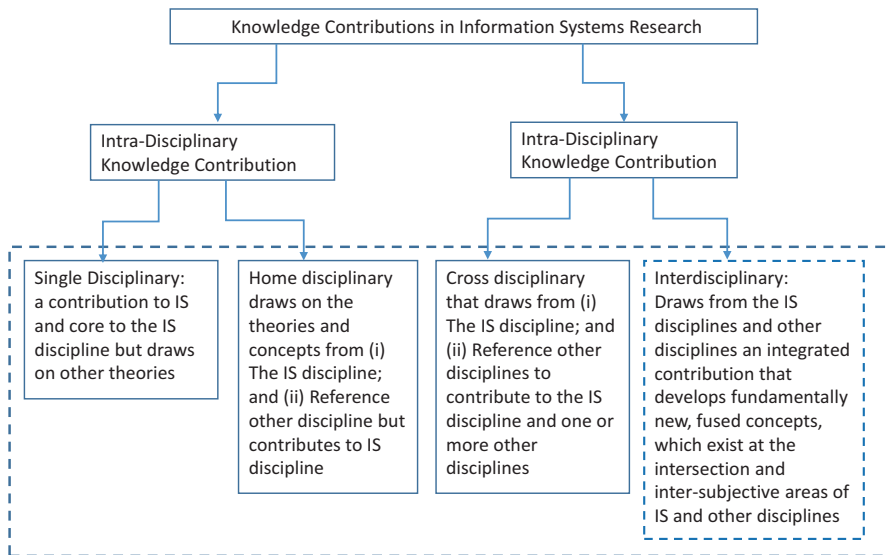 Knowledge Contributions in Information Systems Research
Intra-Disciplinary
Knowledge Contribution
Intra-Disciplinary
Knowledge Contribution
Single Disciplinary:
a contribution to IS
and core to the IS
discipline but draws
on other theories
Home disciplinary
draws on the
theories and
concepts from (i)
The IS discipline;
and (ii) Reference
other discipline but
contributes to IS
discipline
Cross disciplinary
that draws from (i)
The IS discipline; and
(ii) Reference other
disciplines to
contribute to the IS
discipline and one or
more other
disciplines
Interdisciplinary:
Draws from the IS
disciplines and other
disciplines an integrated
contribution that
develops fundamentally
new, fused concepts,
which exist at the
intersection and
inter-subjective areas of
IS and other disciplines